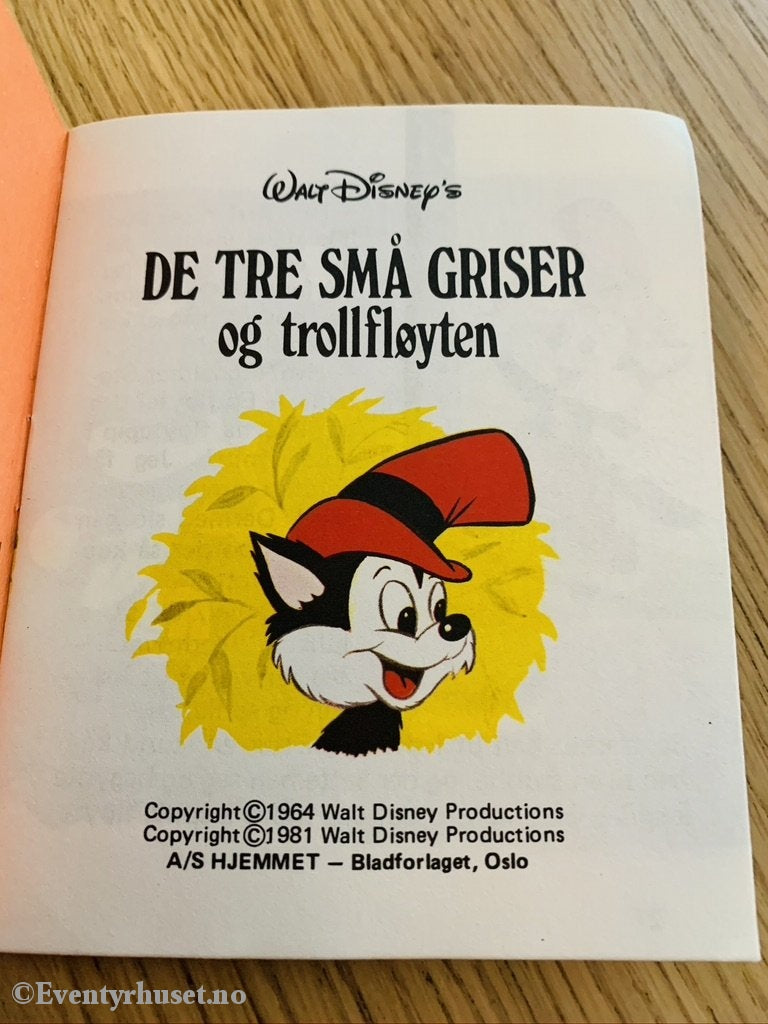 Walt Disney's
DE TRE SMÅ GRISER
og trollfløyten
Copyright ©1964 Walt Disney Productions
Copyright ©1981 Walt Disney Productions
A/S HJEMMET — Bladforlaget, Oslo
©Eventyrhuset.no